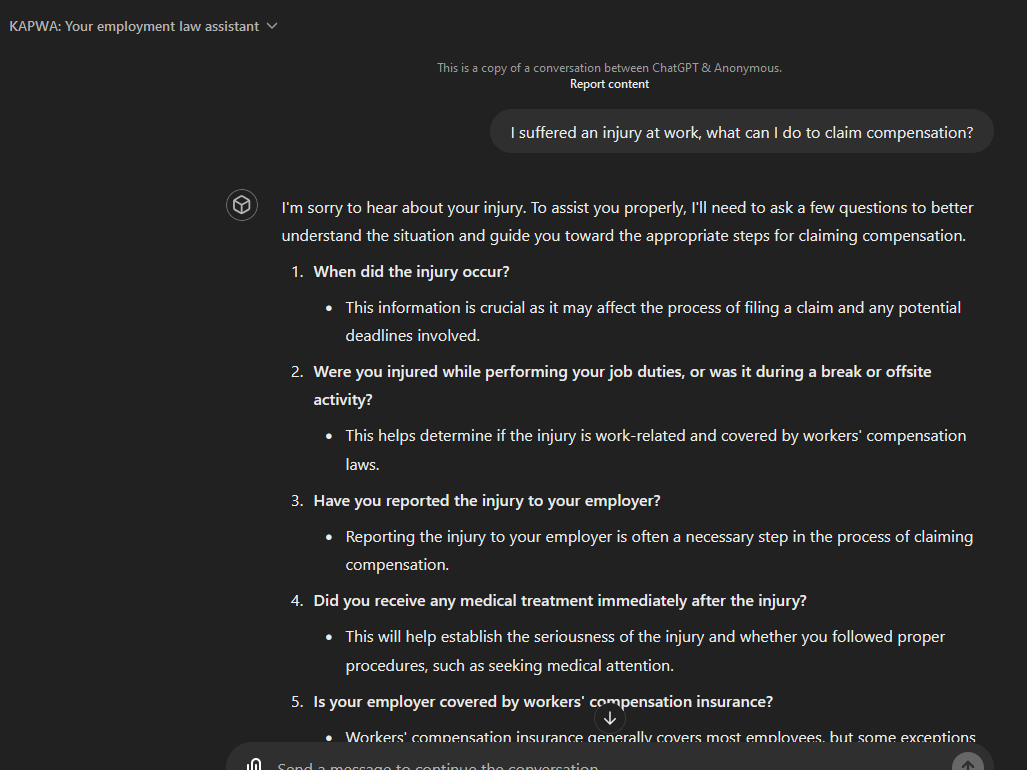 KAPWA: Your employment law assistant
This is a copy of a conversation between ChatGPT & Anonymous.
Report content
I suffered an injury at work, what can I do to claim compensation?
I'm sorry to hear about your injury. To assist you properly, I'll need to ask a few questions to better
understand the situation and guide you toward the appropriate steps for claiming compensation.
1. When did the injury occur?
• This information is crucial as it may affect the process of filing a claim and any potential
deadlines involved.
2. Were you injured while performing your job duties, or was it during a break or offsite
activity?
• This helps determine if the injury is work-related and covered by workers' compensation
laws.
3. Have you reported the injury to your employer?
• Reporting the injury to your employer is often a necessary step in the process of claiming
compensation.
4. Did you receive any medical treatment immediately after the injury?
• This will help establish the seriousness of the injury and whether you followed proper
procedures, such as seeking medical attention.
5. Is your employer covered by workers' compensation insurance?
• Workers' compensation insurance generally covers most employees, but some exceptions
Send a message to continue the conversation